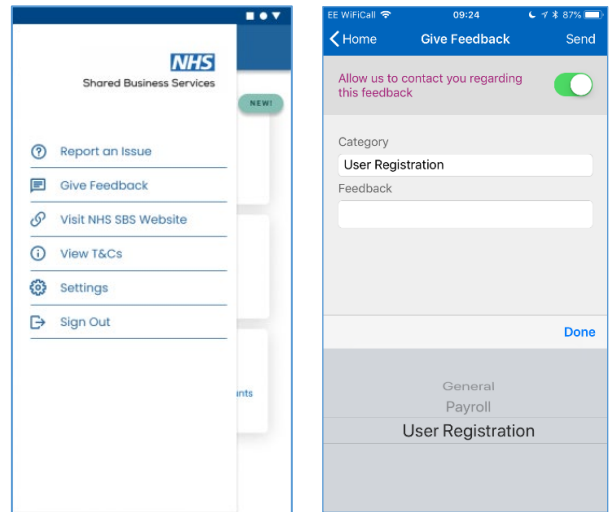 NHS
Shared Business Services
NEW!
Report an Issue
Give Feedback
Visit NHS SBS Website
View T&Cs
Settings
Sign Out
unts
EE WiFiCall 09:24 87%
Home Give Feedback Send
Allow us to contact you regarding
this feedback
Category
User Registration
Feedback
Done
General
Payroll
User Registration